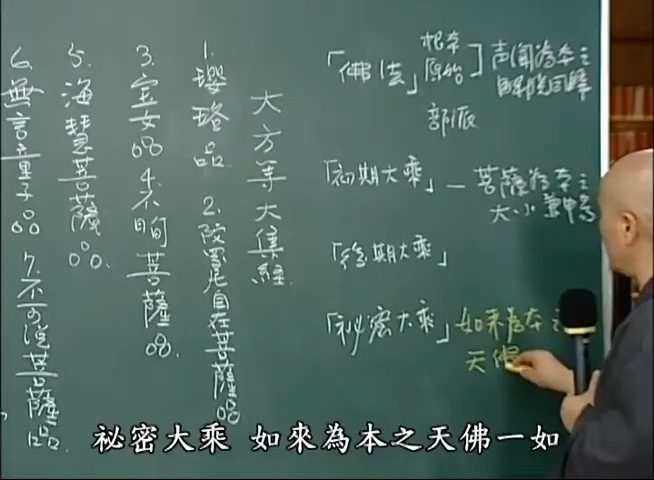 大方等大集經
1. 瓔珞品
2. 陀羅尼自在菩薩品
3. 宝女品
4. 不眴菩薩品.
5. 海慧菩薩品.
6. 無言童子品
7. 不可說菩薩品
「佛法」
根本
原始
部派
声聞為本之
解脫同歸
「初期大乘」— 菩薩為本之
大小兼暢
「後期大乘」
「祕密大乘」如来為本之
天佛
祕密大乘 如來為本之天佛一如